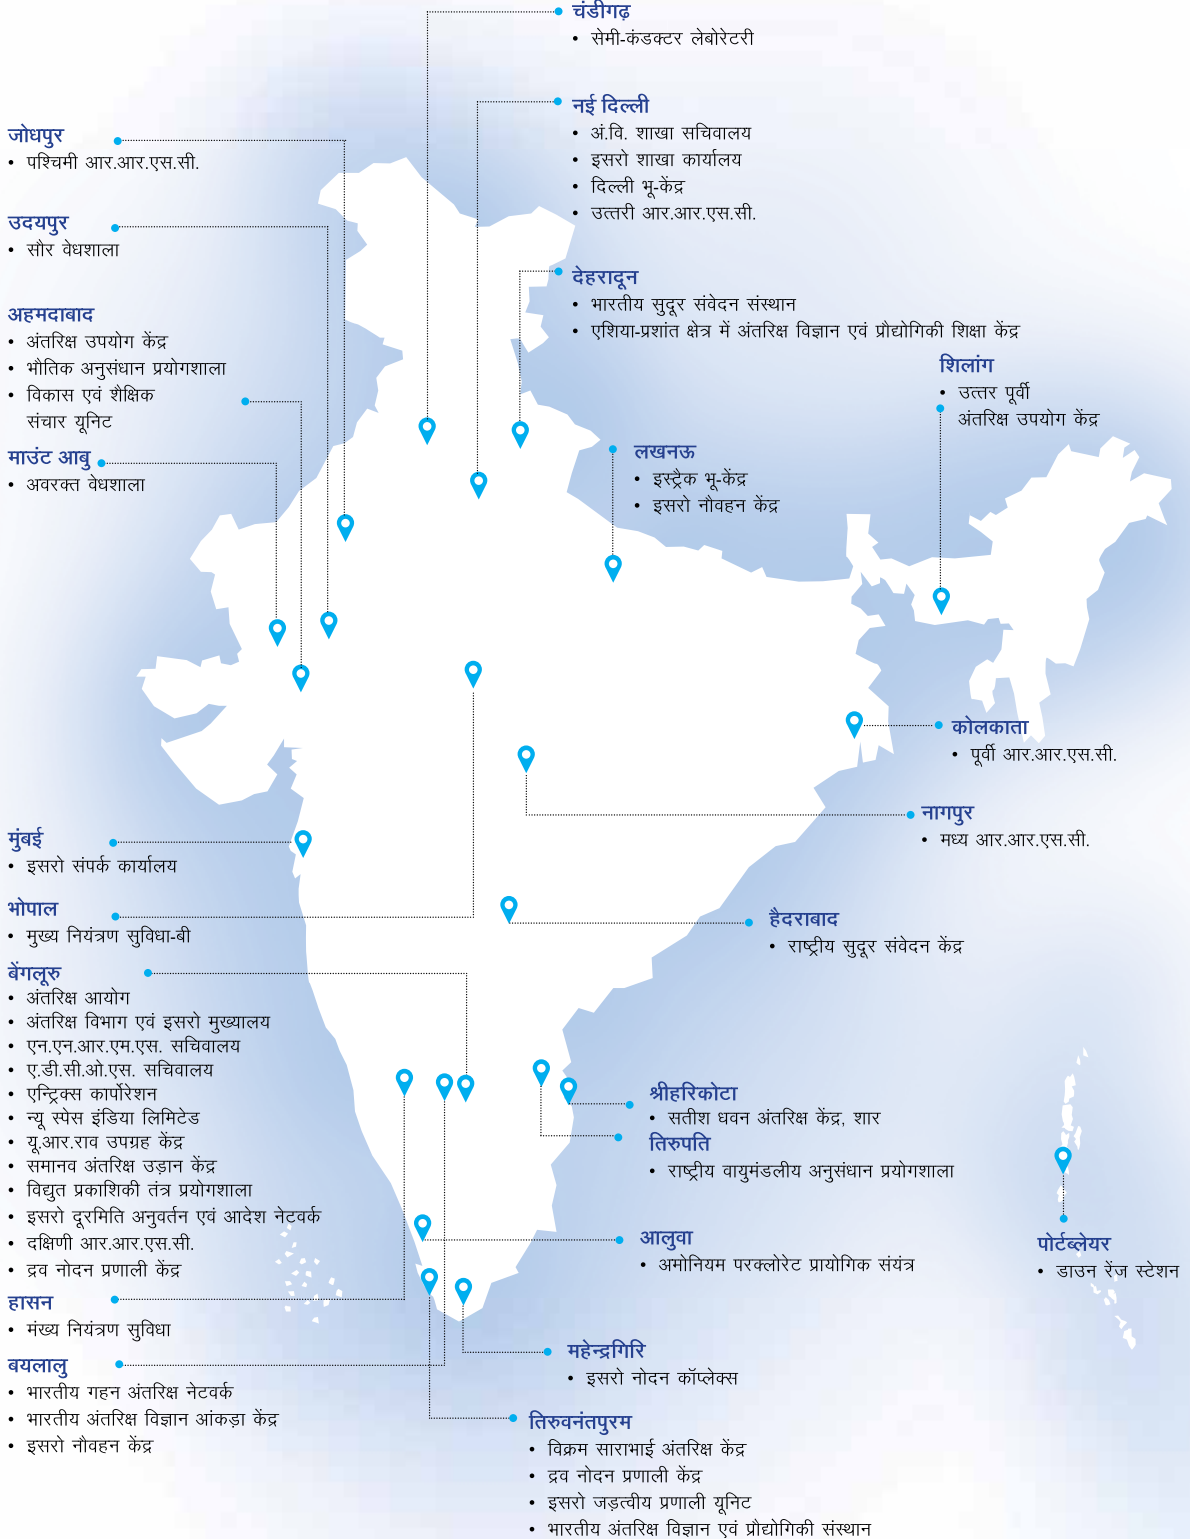 चंडीगढ़
• सेमी-कंडक्टर लेबोरेटरी
नई दिल्ली
• अं.वि. शाखा सचिवालय
• इसरो शाखा कार्यालय
• दिल्ली भू-केंद्र
• उत्तरी आर.आर.एस.सी.
जोधपुर
• पश्चिमी आर.आर.एस.सी.
उदयपुर
• सौर वेधशाला
देहरादून
• भारतीय सुदूर संवेदन संस्थान
• एशिया-प्रशांत क्षेत्र में अंतरिक्ष विज्ञान एवं प्रौद्योगिकी शिक्षा केंद्र
अहमदाबाद
• अंतरिक्ष उपयोग केंद्र
• भौतिक अनुसंधान प्रयोगशाला
• विकास एवं शैक्षिक
संचार यूनिट
शिलांग
• उत्तर पूर्वी
अंतरिक्ष उपयोग केंद्र
माउंट आबु
• अवरक्त वेधशाला
लखनऊ
• इस्ट्रैक भू-केंद्र
• इसरो नौवहन केंद्र
कोलकाता
• पूर्वी आर.आर.एस.सी.
नागपुर
• मध्य आर.आर.एस.सी.
मुंबई
• इसरो संपर्क कार्यालय
भोपाल
• मुख्य नियंत्रण सुविधा-बी
हैदराबाद
• राष्ट्रीय सुदूर संवेदन केंद्र
बेंगलूरु
• अंतरिक्ष आयोग
• अंतरिक्ष विभाग एवं इसरो मुख्यालय
• एन.एन.आर.एम.एस. सचिवालय
• ए.डी.सी.ओ.एस. सचिवालय
• एन्ट्रिक्स कार्पोरेशन
• न्यू स्पेस इंडिया लिमिटेड
• यू.आर.राव उपग्रह केंद्र
• समानव अंतरिक्ष उड़ान केंद्र
• विद्युत प्रकाशिकी तंत्र प्रयोगशाला
• इसरो दूरमिति अनुवर्तन एवं आदेश नेटवर्क
• दक्षिणी आर.आर.एस.सी.
• द्रव नोदन प्रणाली केंद्र
श्रीहरिकोटा
• सतीश धवन अंतरिक्ष केंद्र, शार
तिरुपति
• राष्ट्रीय वायुमंडलीय अनुसंधान प्रयोगशाला
आलुवा
• अमोनियम परक्लोरेट प्रायोगिक संयंत्र
पोर्टब्लेयर
• डाउन रेंज स्टेशन
हासन
• मंख्य नियंत्रण सुविधा
महेन्द्रगिरि
• इसरो नोदन कॉप्लेक्स
बयलालु
• भारतीय गहन अंतरिक्ष नेटवर्क
• भारतीय अंतरिक्ष विज्ञान आंकड़ा केंद्र
• इसरो नौवहन केंद्र
तिरुवनंतपुरम
• विक्रम साराभाई अंतरिक्ष केंद्र
• द्रव नोदन प्रणाली केंद्र
• इसरो जड़त्वीय प्रणाली यूनिट
• भारतीय अंतरिक्ष विज्ञान एवं प्रौद्योगिकी संस्थान